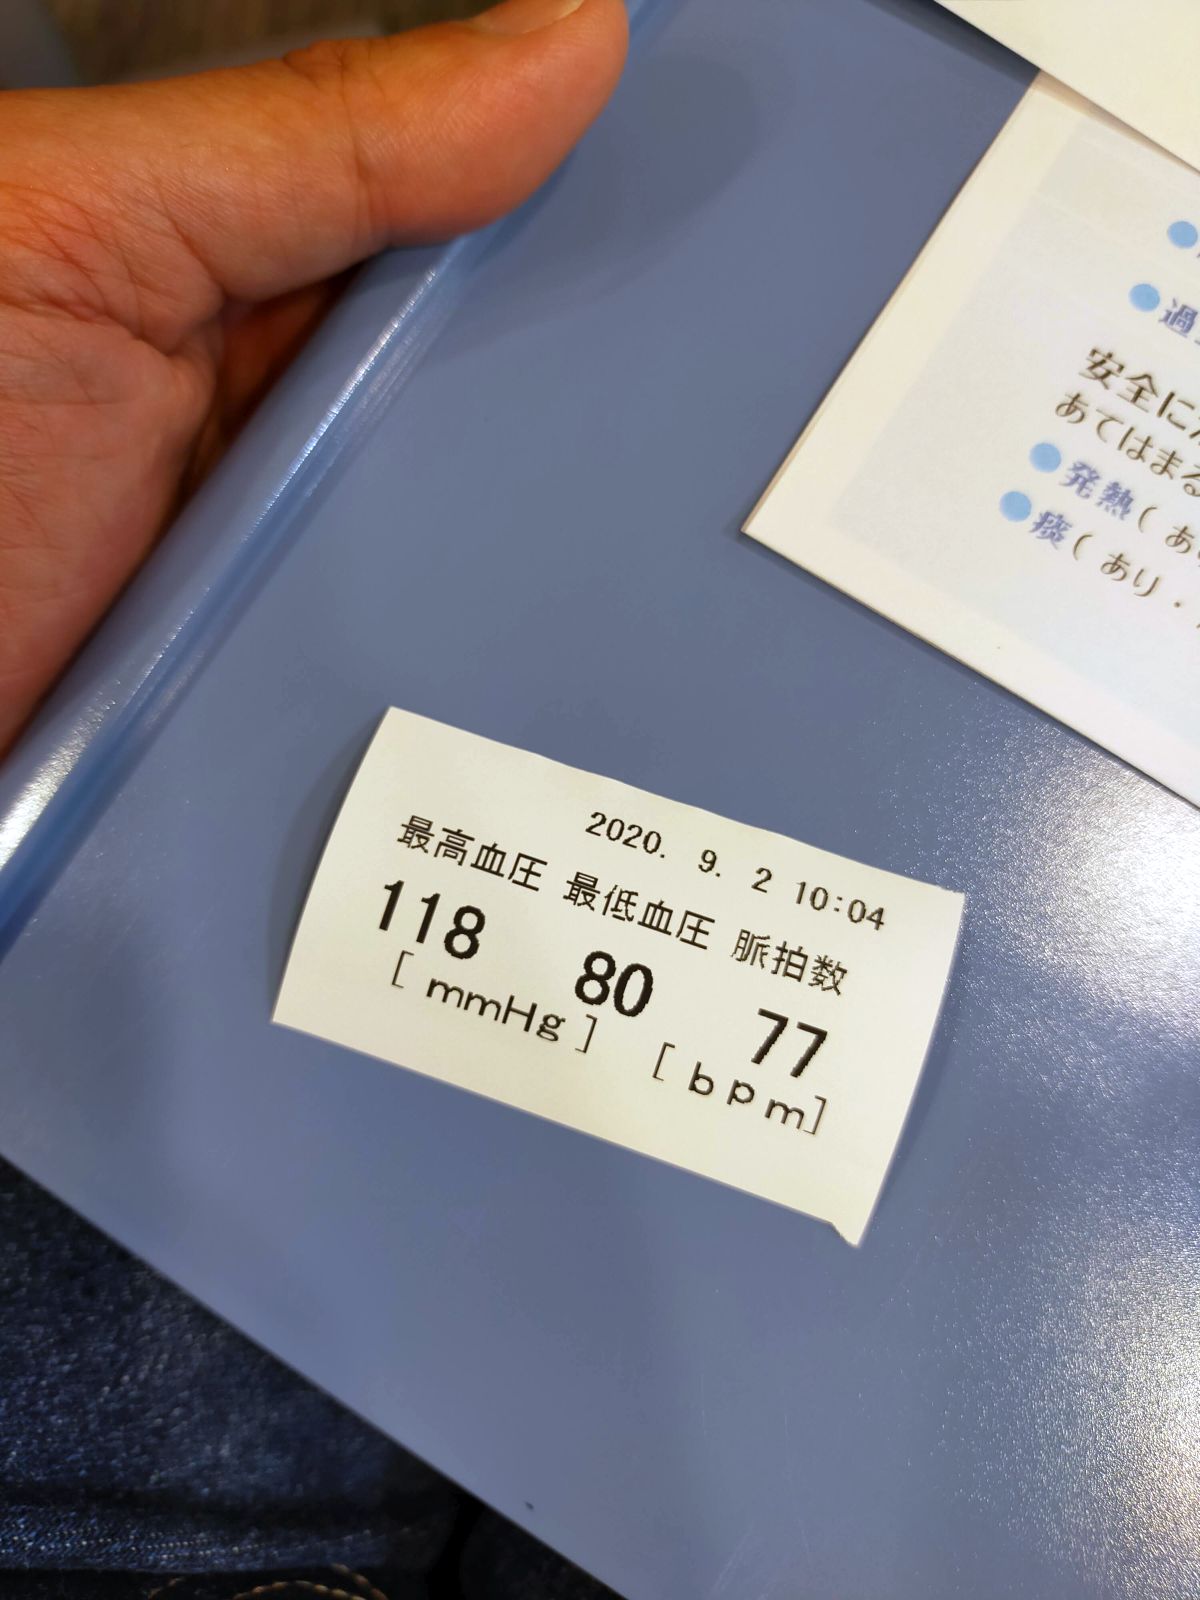 過
安全に
あてはまる
発熱( あ
痰( あり・
2020. 9. 2 10:04
最高血圧 最低血圧 脈拍数
118 80 77
[ mmHg ] [ bpm]